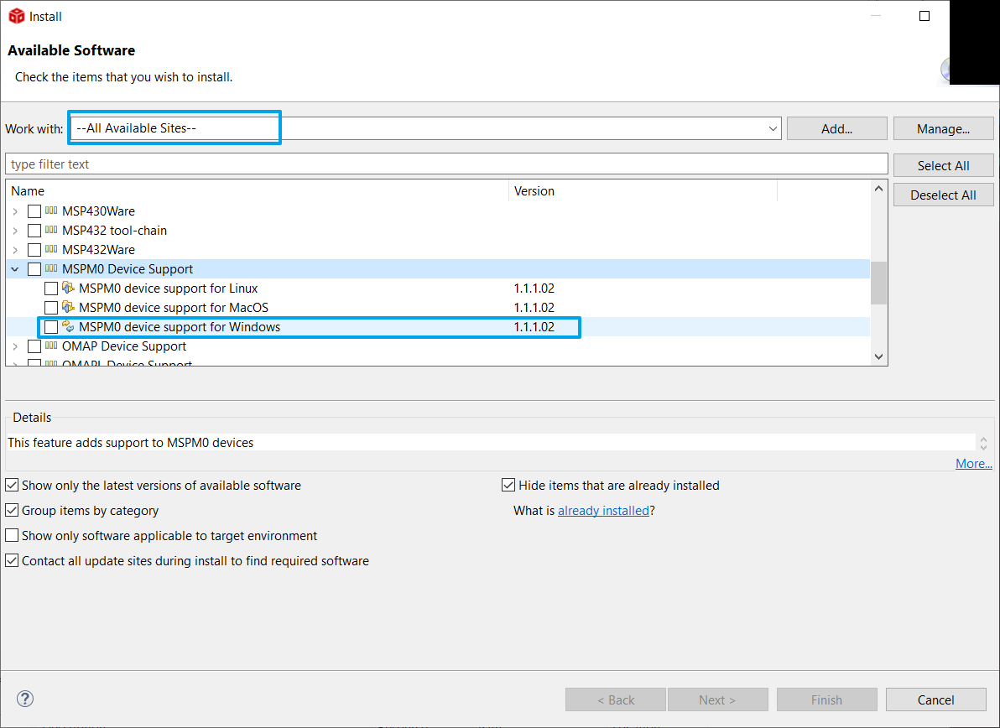 Install
Available Software
Check the items that you wish to install.
Work with: --All Available Sites-- Add... Manage...
type filter text Select All
Name Version Deselect All
MSP430Ware
MSP432 tool-chain
MSP432Ware
MSPM0 Device Support
MSPM0 device support for Linux 1.1.1.02
MSPM0 device support for MacOS 1.1.1.02
MSPM0 device support for Windows 1.1.1.02
OMAP Device Support
OMAPL Device Support
Details
This feature adds support to MSPM0 devices
More...
Show only the latest versions of available software Hide items that are already installed
Group items by category What is already installed?
Show only software applicable to target environment
Contact all update sites during install to find required software
? < Back Next > Finish Cancel